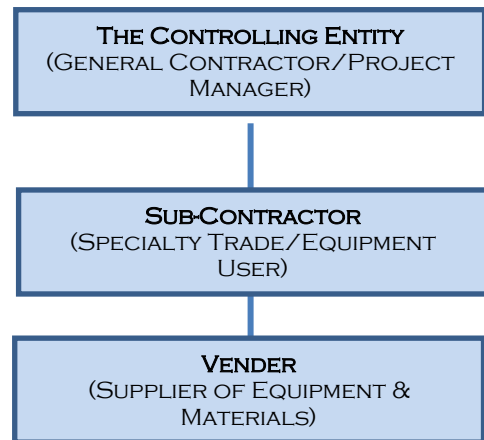 THE CONTROLLING ENTITY
(GENERAL CONTRACTOR/PROJECT
MANAGER)
SUB-CONTRACTOR
(SPECIALTY TRADE/EQUIPMENT
USER)
VENDER
(SUPPLIER OF EQUIPMENT &
MATERIALS)